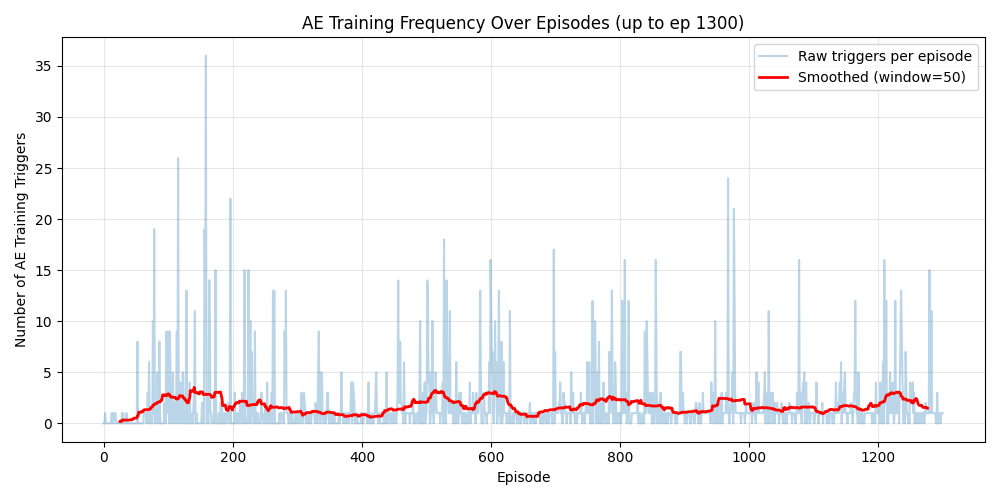 AE Training Frequency Over Episodes (up to ep 1300)
Raw triggers per episode
Smoothed (window=50)
Number of AE Training Triggers
35
30
25
20
15
10
5
0
0 200 400 600 800 1000 1200
Episode